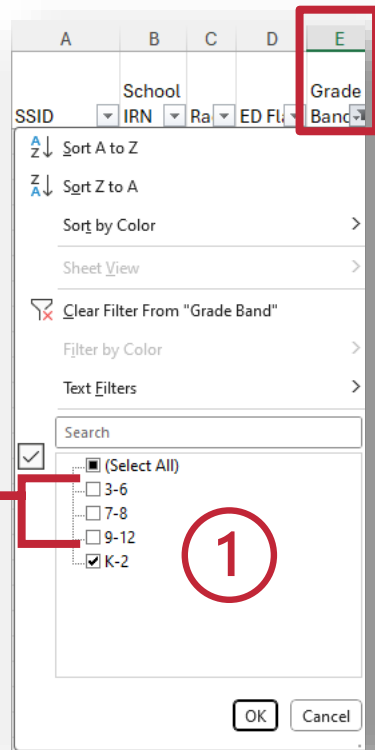 A B C D E
School Grade
SSID IRN Ra ED Fl Band
Sort A to Z
Sort Z to A
Sort by Color
Sheet View
Clear Filter From "Grade Band"
Filter by Color
Text Filters
Search
(Select All)
3-6
7-8
9-12
K-2
1
OK Cancel